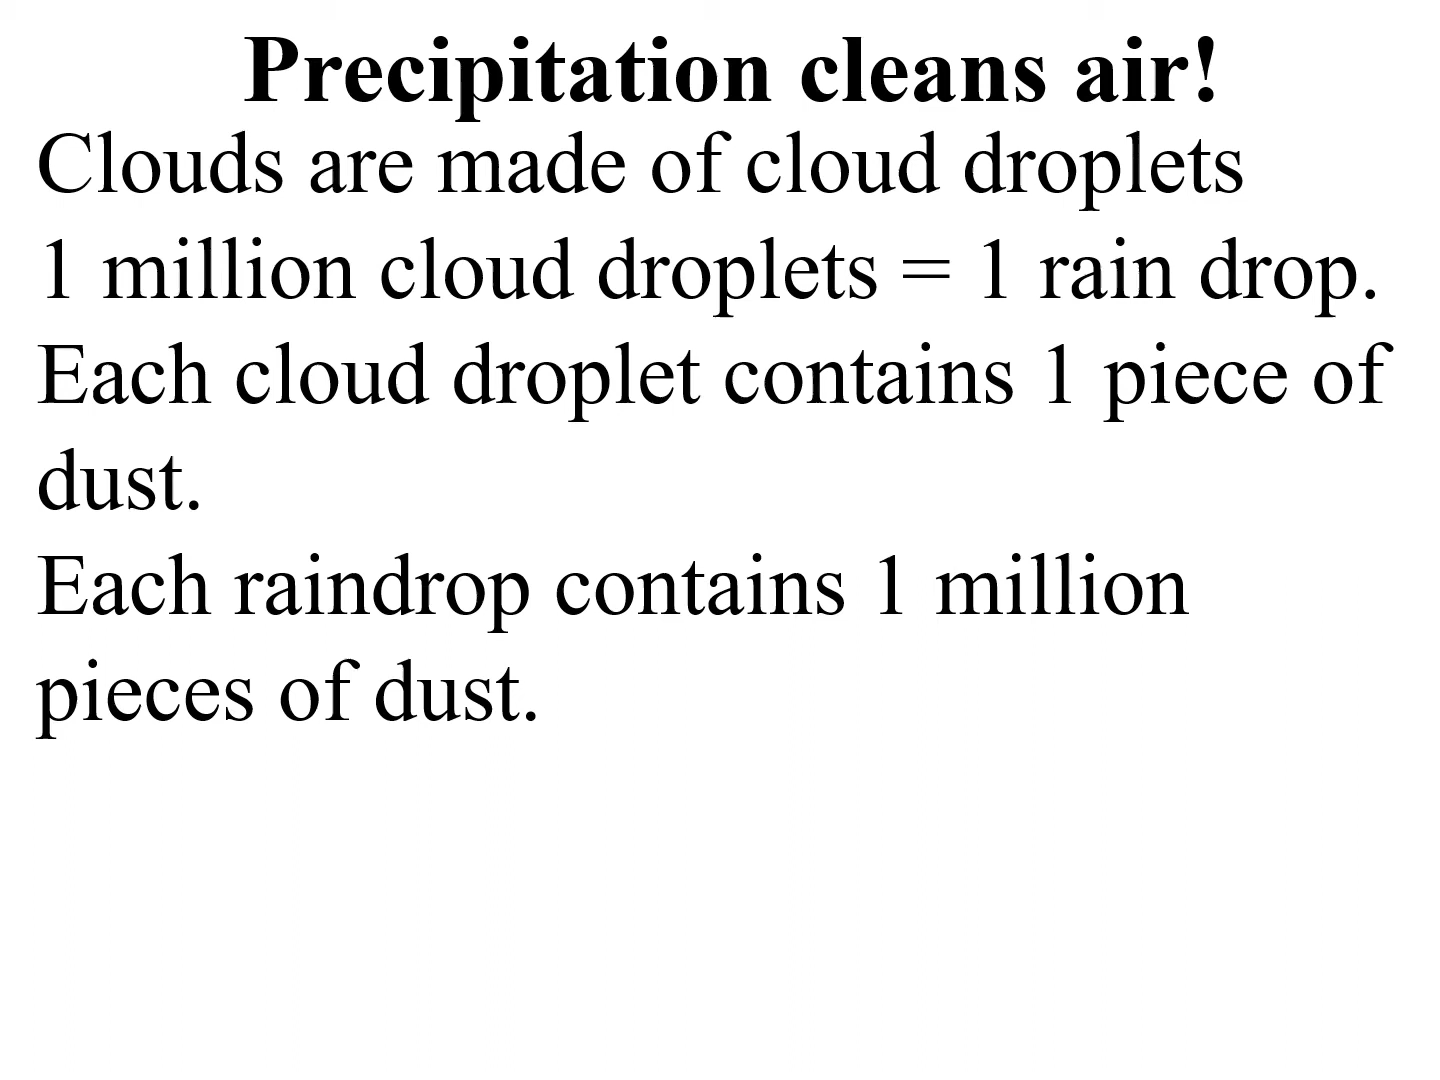 Precipitation cleans air!
Clouds are made of cloud droplets
1 million cloud droplets = 1 rain drop.
Each cloud droplet contains 1 piece of
dust.
Each raindrop contains 1 million
pieces of dust.